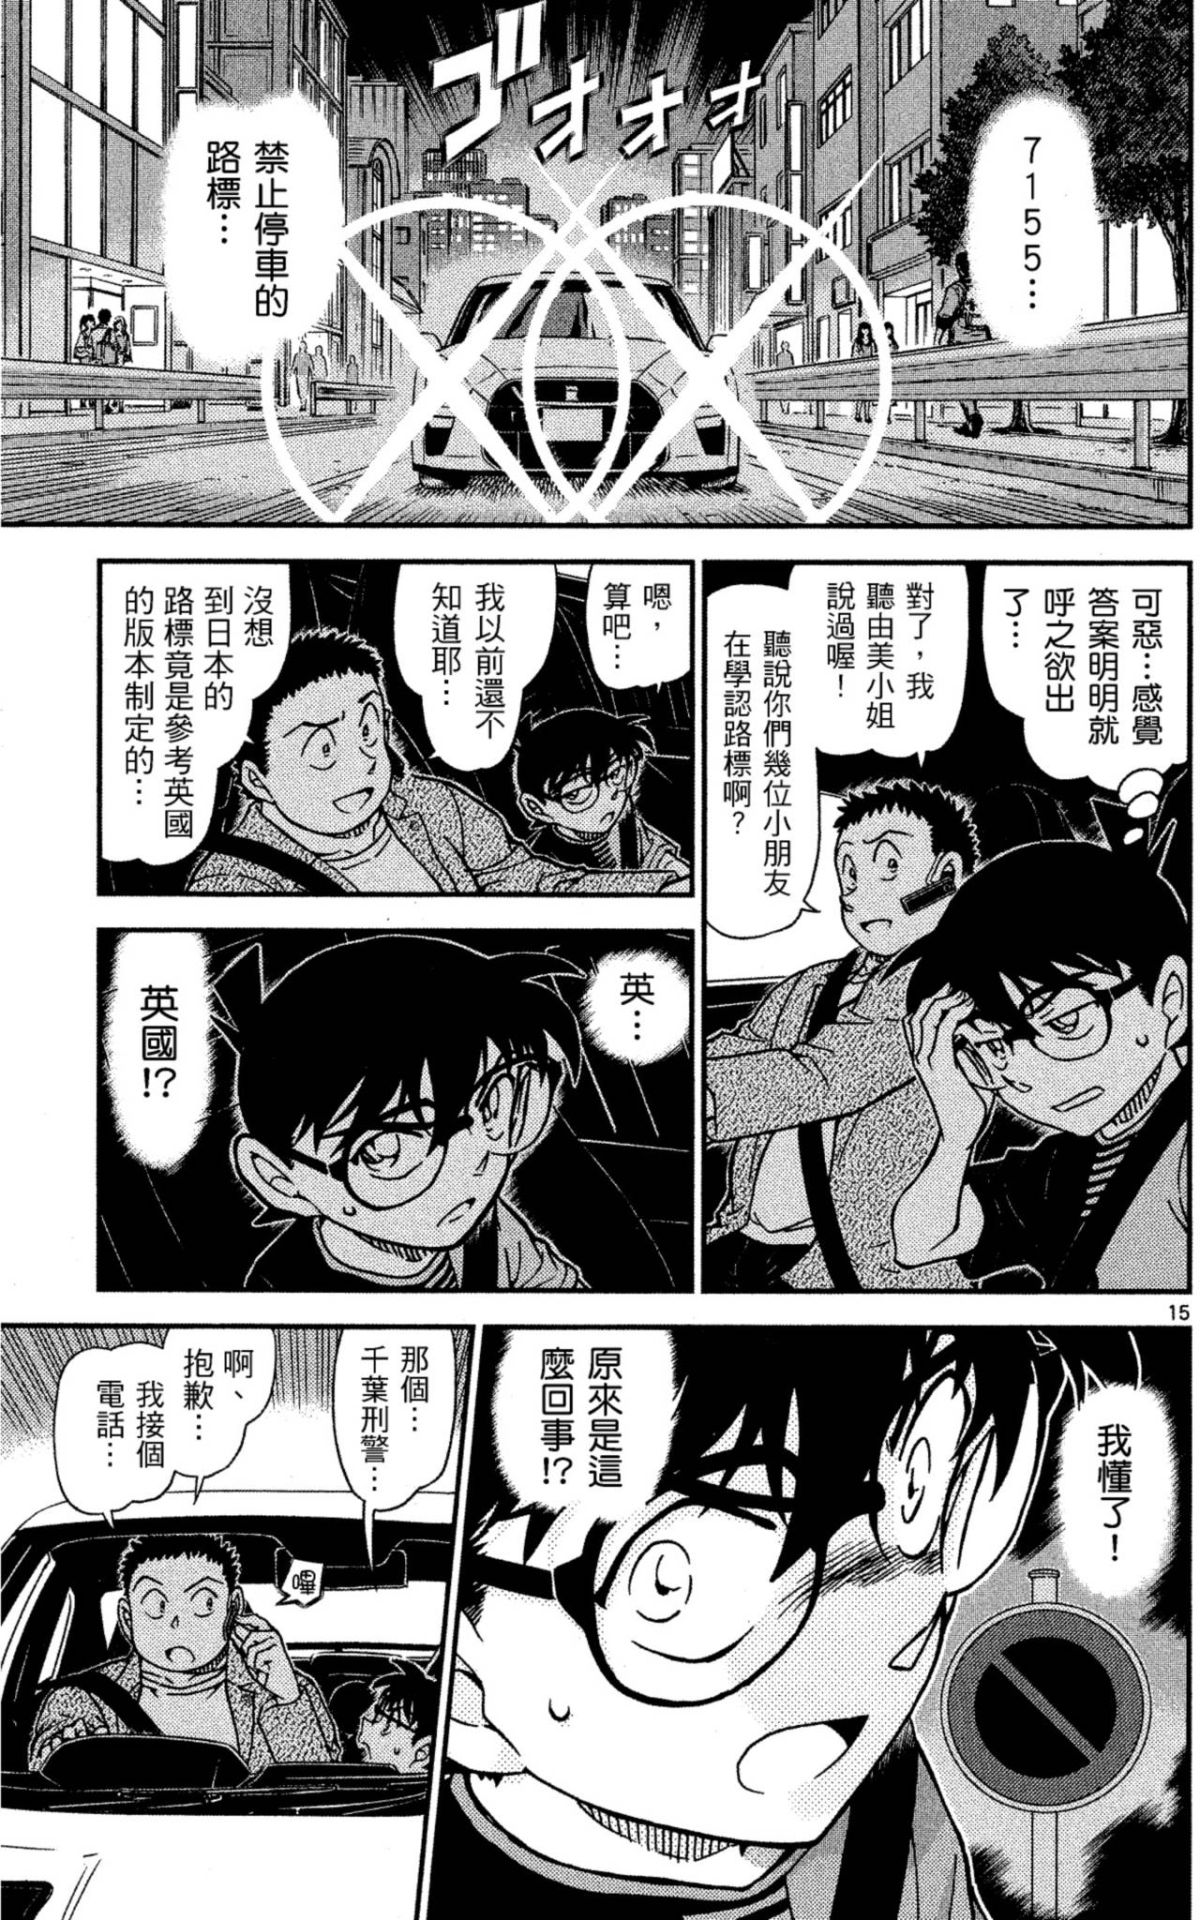 7155…
ゴオオオ
禁止停車的
路標…
可惡…感覺
答案明明就
呼之欲出
了…
對了，我
聽由美小姐
說過喔！
聽說你們幾位小朋友
在學認路標啊？
嗯，
算吧…
我以前還不
知道耶…
沒想
到日本的
路標竟是參考英國
的版本制定的…
英…
英國!?
15
我懂了！
原來是這
麼回事!?
那個…
千葉刑警…
嗶
啊、
抱歉…
我接個
電話…